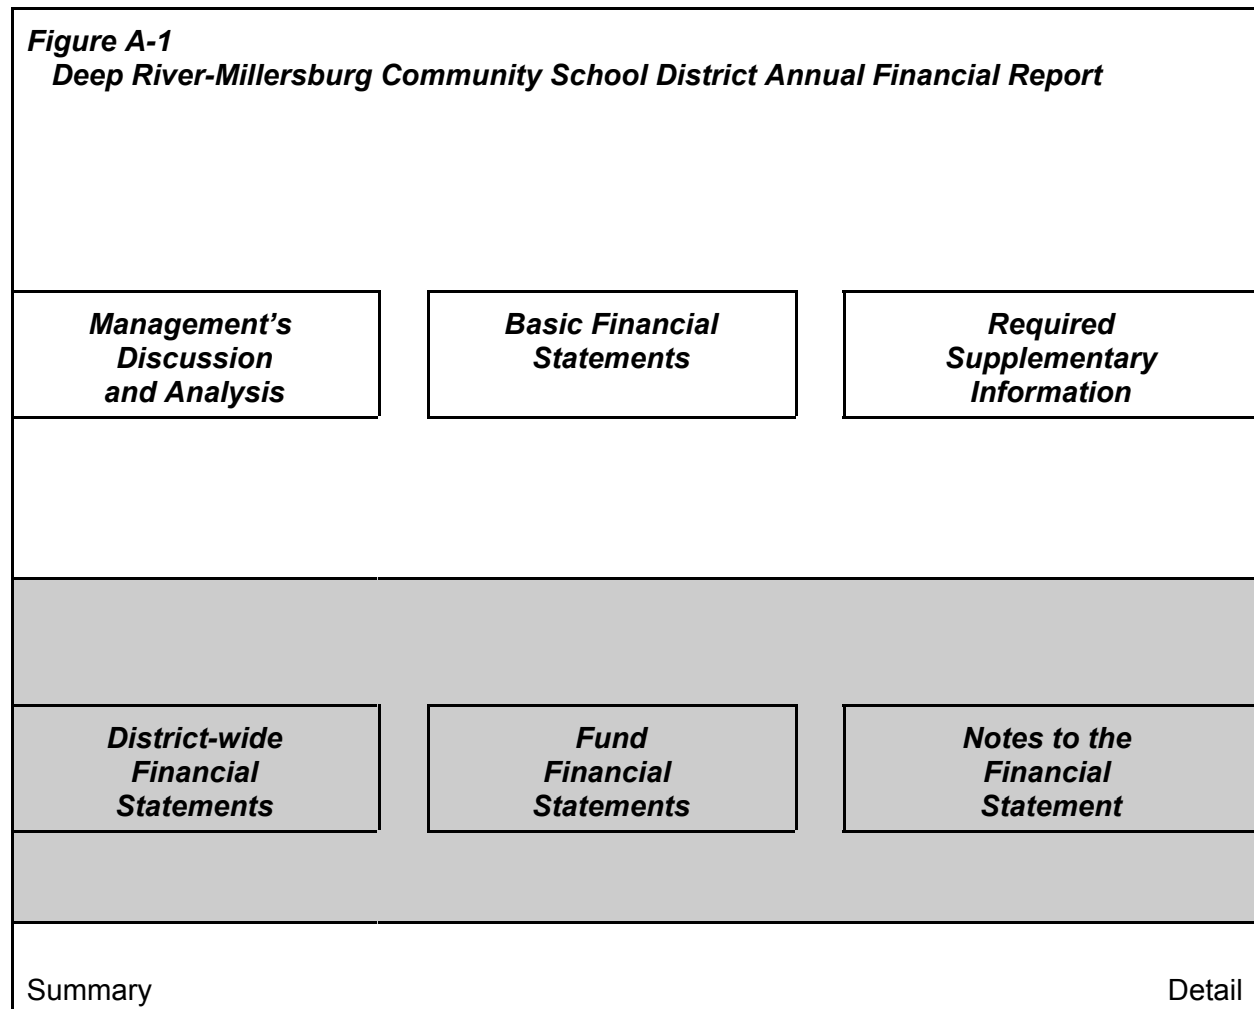 Figure A-1
Deep River-Millersburg Community School District Annual Financial Report
Management’s
Discussion
and Analysis
Basic Financial
Statements
Required
Supplementary
Information
District-wide
Financial
Statements
Fund
Financial
Statements
Notes to the
Financial
Statement
Summary
Detail